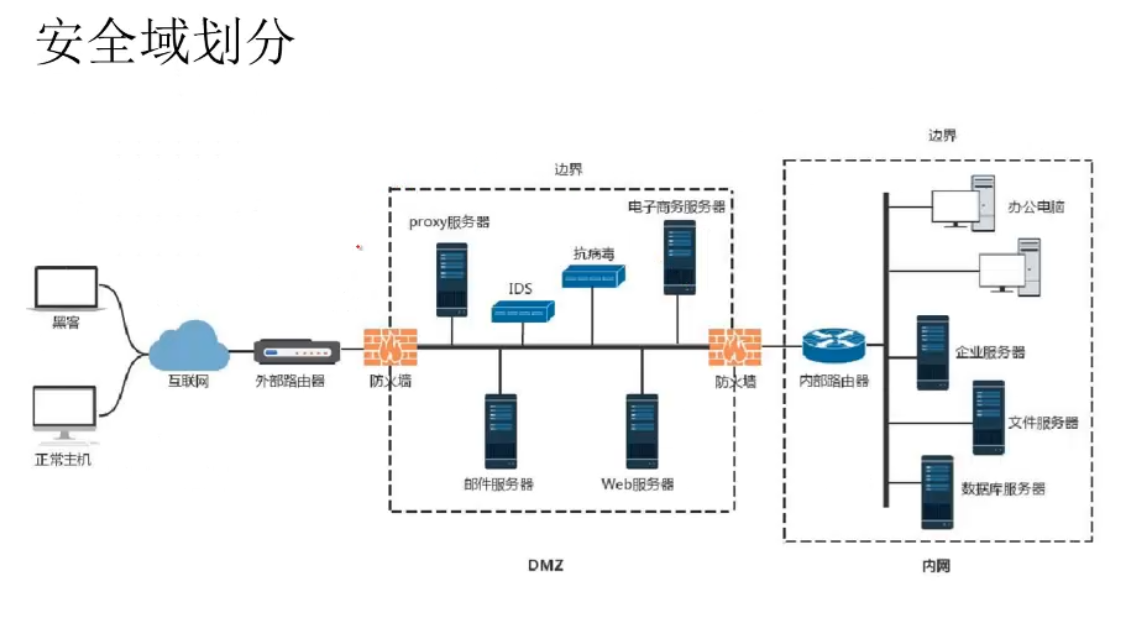 安全域划分
边界
边界
proxy服务器
电子商务服务器
抗病毒
IDS
办公电脑
黑客
互联网
外部路由器
防火墙
防火墙
内部路由器
企业服务器
文件服务器
正常主机
邮件服务器
Web服务器
数据库服务器
DMZ
内网